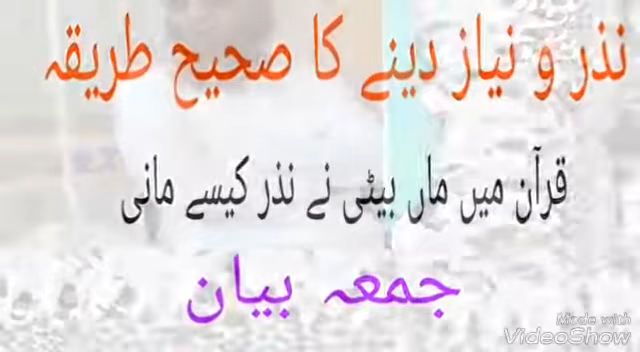 نذر و نیاز دینے کا صحیح طریقہ
قرآن میں ماں بیٹی نے نذر کیسے مانی
جمعہ بیان
Made with
VideoShow